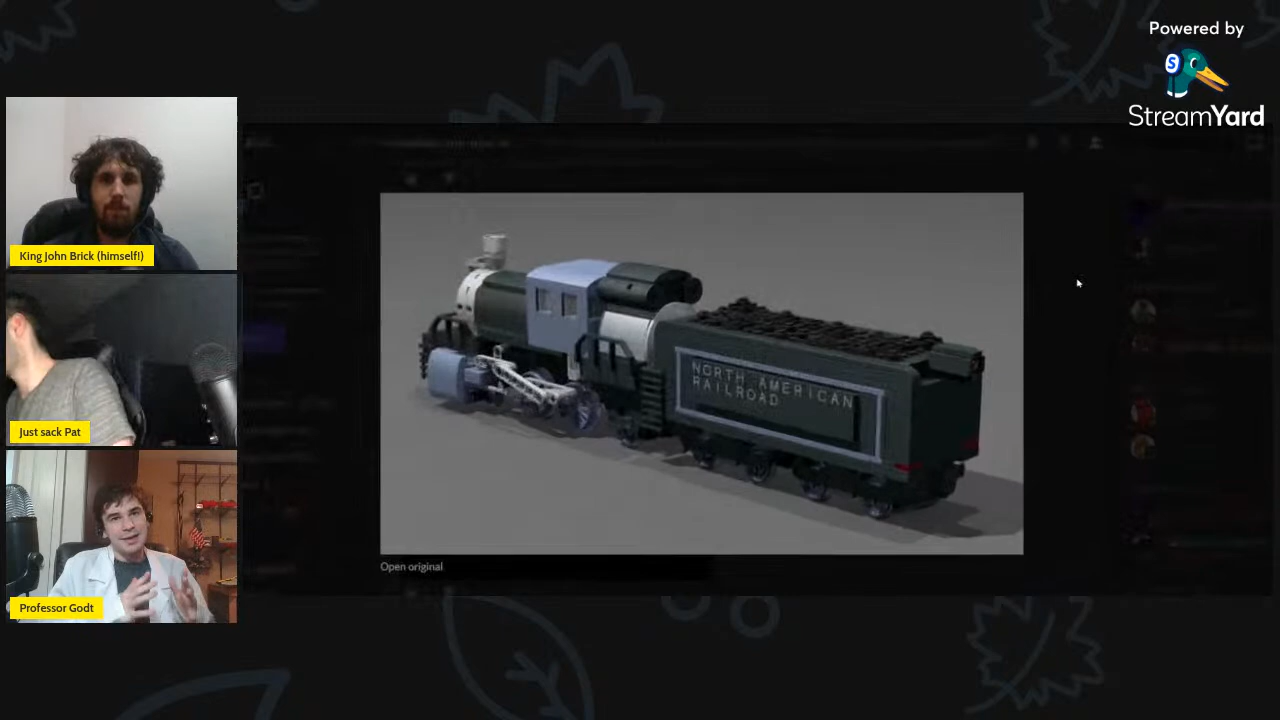 Powered by
StreamYard
King John Brick (himself!)
Just sack Pat
Professor Godt
NORTH AMERICAN
RAILROAD
Open original